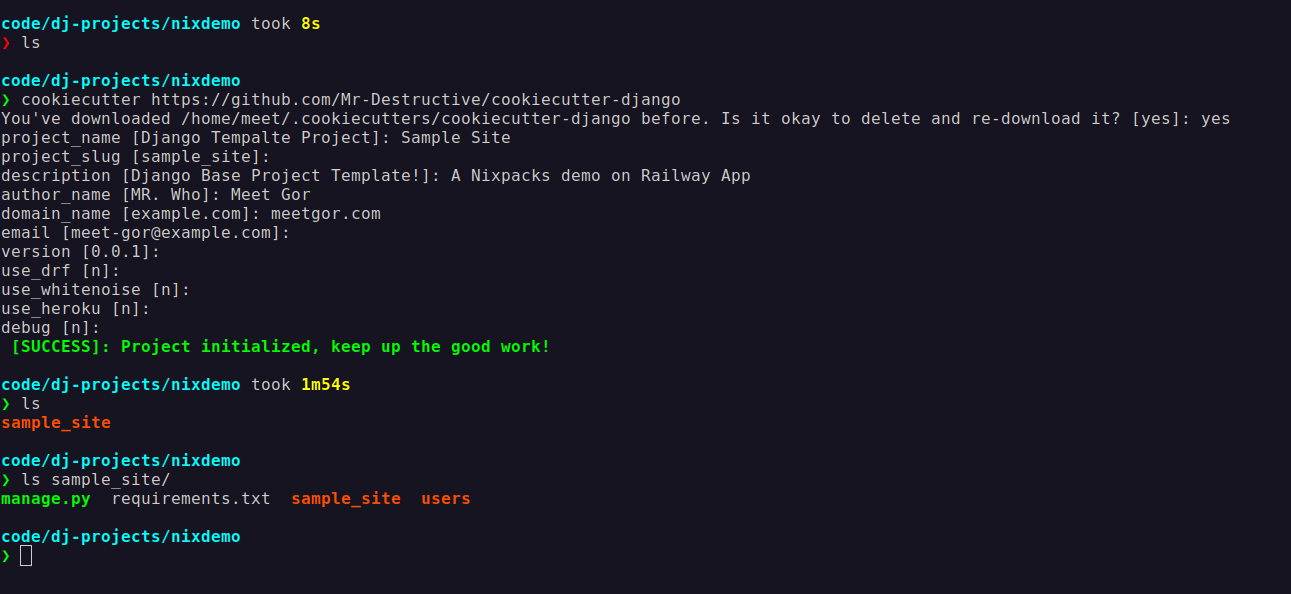 code/dj-projects/nixdemo took 8s
❯ ls
code/dj-projects/nixdemo
❯ cookiecutter https://github.com/Mr-Destructive/cookiecutter-django
You've downloaded /home/meet/.cookiecutters/cookiecutter-django before. Is it okay to delete and re-download it? [yes]: yes
project_name [Django Tempalte Project]: Sample Site
project_slug [sample_site]:
description [Django Base Project Template!]: A Nixpacks demo on Railway App
author_name [MR. Who]: Meet Gor
domain_name [example.com]: meetgor.com
email [meet-gor@example.com]:
version [0.0.1]:
use_drf [n]:
use_whitenoise [n]:
use_heroku [n]:
debug [n]:
[SUCCESS]: Project initialized, keep up the good work!
code/dj-projects/nixdemo took 1m54s
❯ ls
sample_site
code/dj-projects/nixdemo
❯ ls sample_site/
manage.py  requirements.txt  sample_site  users
code/dj-projects/nixdemo
❯